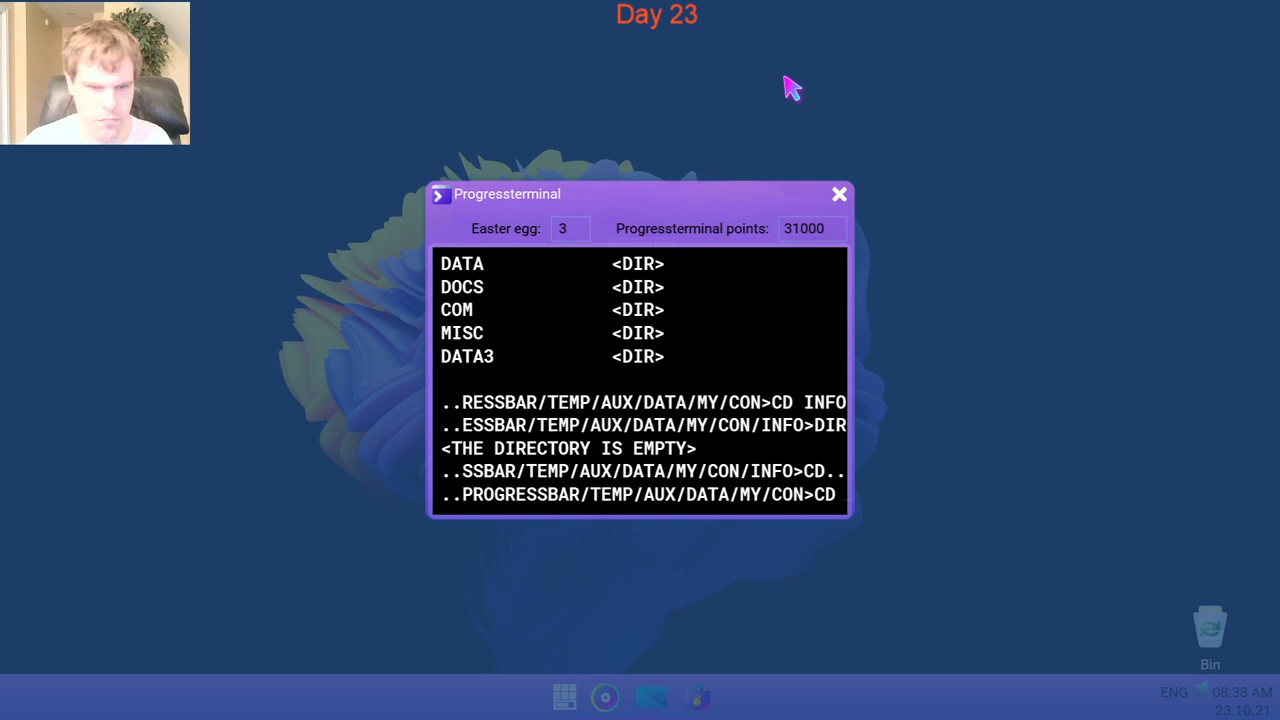 Day 23
Progressterminal
Easter egg: 3 Progressterminal points: 31000
DATA <DIR>
DOCS <DIR>
COM <DIR>
MISC <DIR>
DATA3 <DIR>
..RESSBAR/TEMP/AUX/DATA/MY/CON>CD INFO
..ESSBAR/TEMP/AUX/DATA/MY/CON/INFO>DIR
<THE DIRECTORY IS EMPTY>
..SSBAR/TEMP/AUX/DATA/MY/CON/INFO>CD..
..PROGRESSBAR/TEMP/AUX/DATA/MY/CON>CD
Bin
ENG 08:38 AM
23.10.21